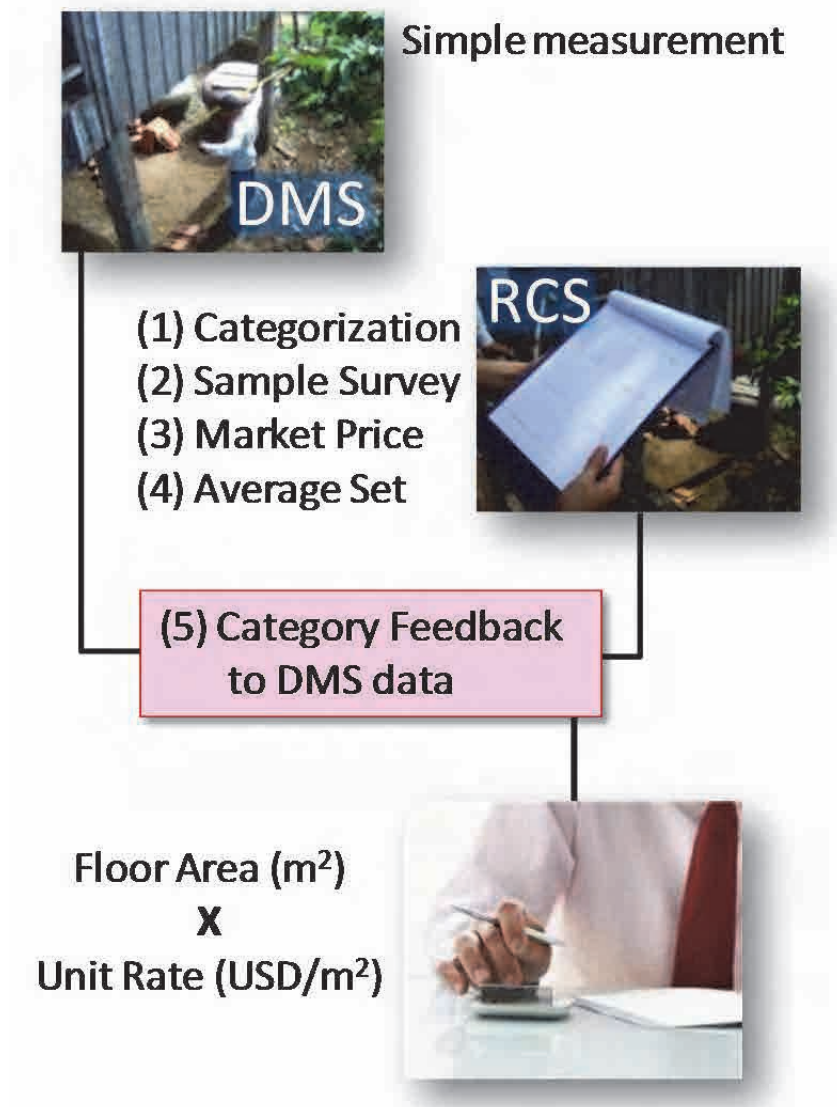 Simple measurement
DMS
RCS
(1) Categorization
(2) Sample Survey
(3) Market Price
(4) Average Set
(5) Category Feedback
to DMS data
Floor Area (m²)
X
Unit Rate (USD/m²)